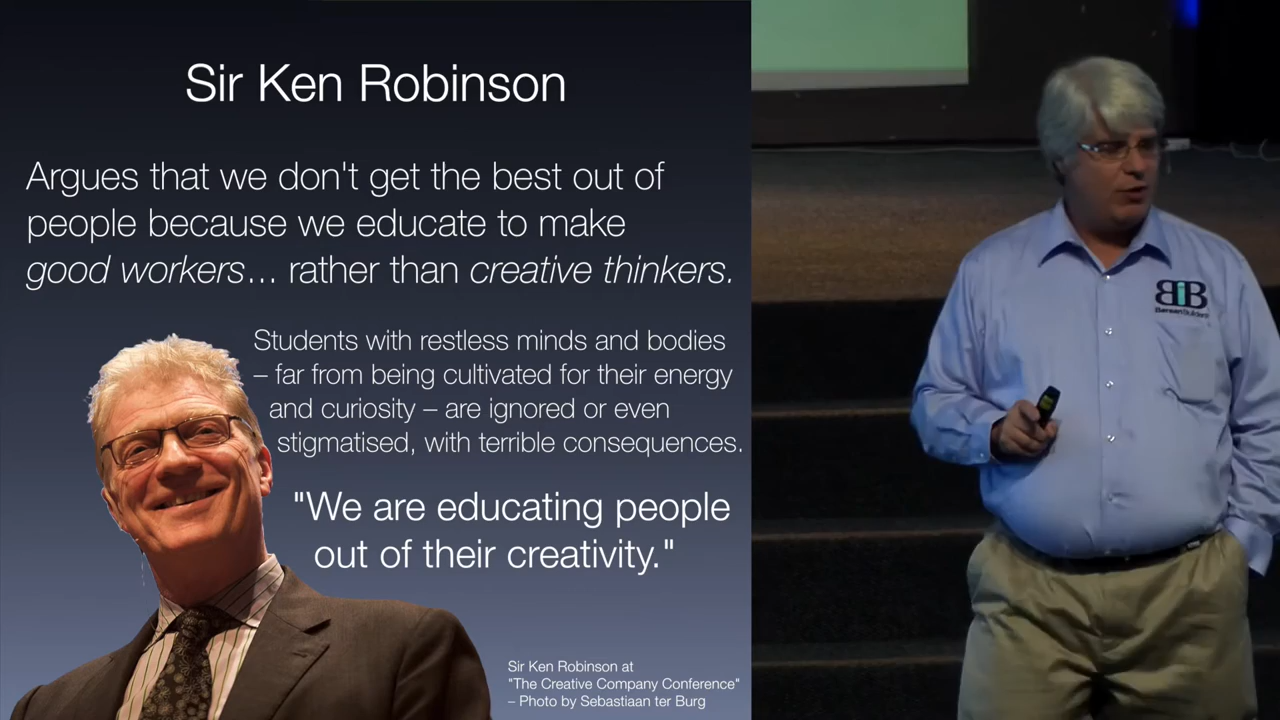 Sir Ken Robinson
Argues that we don't get the best out of
people because we educate to make
good workers... rather than creative thinkers.
Students with restless minds and bodies
– far from being cultivated for their energy
and curiosity – are ignored or even
stigmatised, with terrible consequences.
"We are educating people
out of their creativity."
Sir Ken Robinson at
"The Creative Company Conference"
– Photo by Sebastiaan ter Burg
BiB